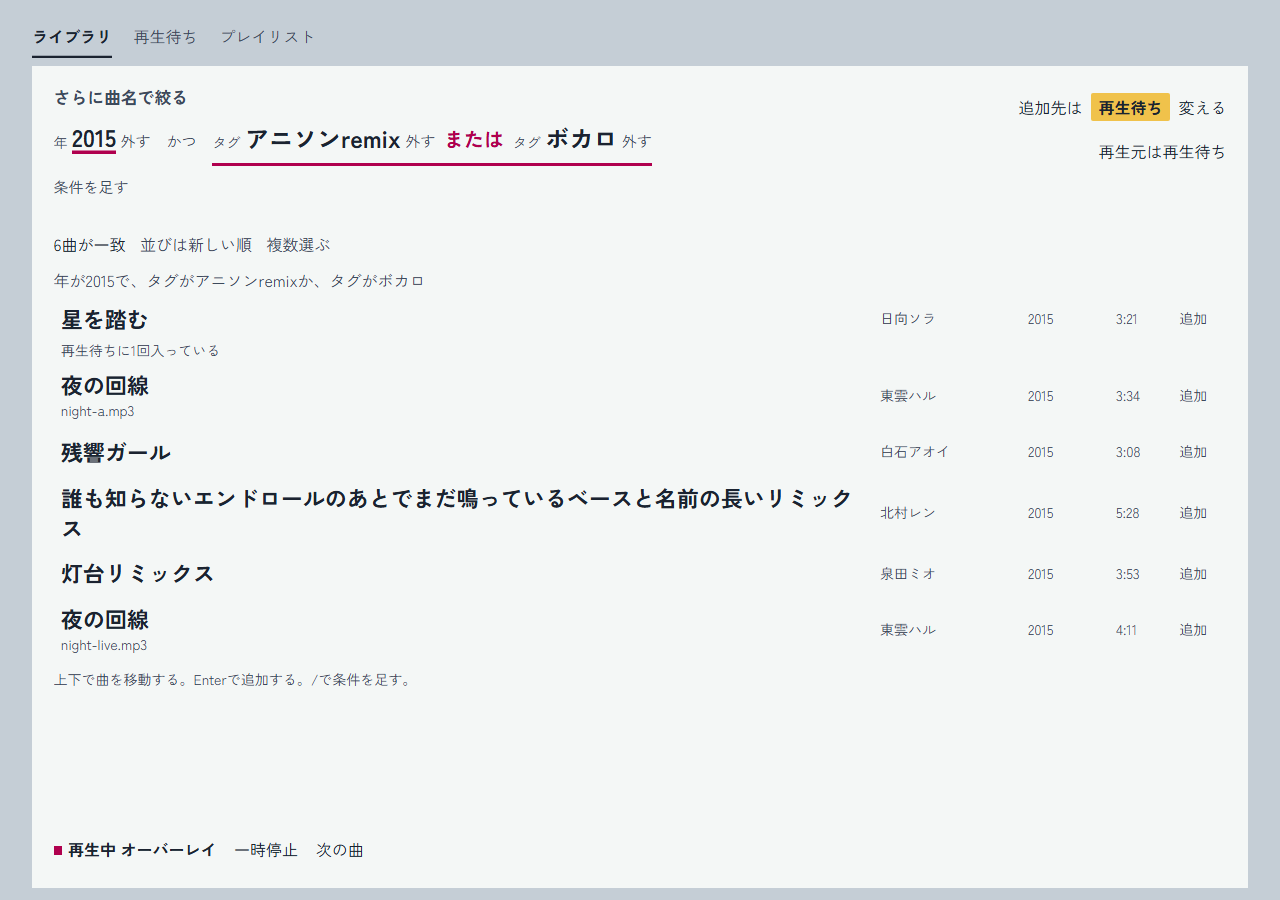 ライブラリ 再生待ち プレイリスト
さらに曲名で絞る
追加先は 再生待ち 変える
年 2015 外す かつ タグ アニソンremix 外す または タグ ボカロ 外す
再生元は再生待ち
条件を足す
6曲が一致 並びは新しい順 複数選ぶ
年が2015で、タグがアニソンremixか、タグがボカロ
星を踏む 日向ソラ 2015 3:21 追加
再生待ちに1回入っている
夜の回線 東雲ハル 2015 3:34 追加
night-a.mp3
残響ガール 白石アオイ 2015 3:08 追加
誰も知らないエンドロールのあとでまだ鳴っているベースと名前の長いリミック
ス 北村レン 2015 5:28 追加
灯台リミックス 泉田ミオ 2015 3:53 追加
夜の回線 東雲ハル 2015 4:11 追加
night-live.mp3
上下で曲を移動する。Enterで追加する。/で条件を足す。
再生中 オーバーレイ 一時停止 次の曲